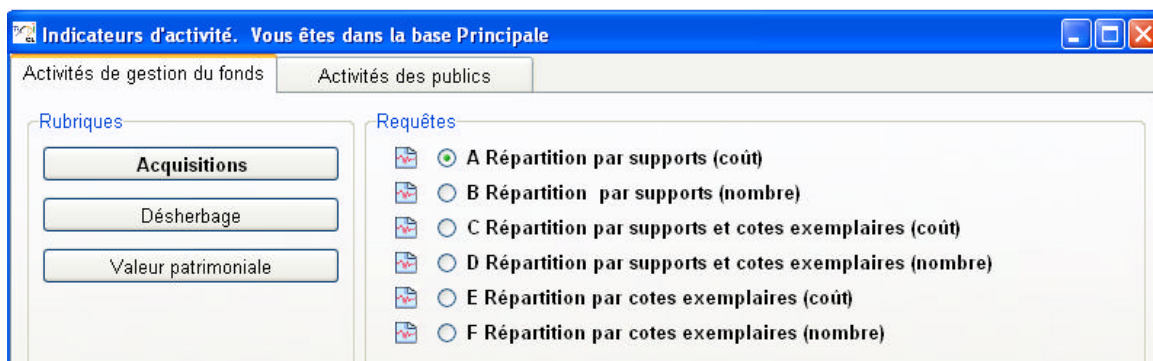 Indicateurs d'activité. Vous êtes dans la base Principale
Activités de gestion du fonds
Activités des publics
Rubriques
Acquisitions
Désherbage
Valeur patrimoniale
Requêtes
A Répartition par supports (coût)
B Répartition par supports (nombre)
C Répartition par supports et cotes exemplaires (coût)
D Répartition par supports et cotes exemplaires (nombre)
E Répartition par cotes exemplaires (coût)
F Répartition par cotes exemplaires (nombre)